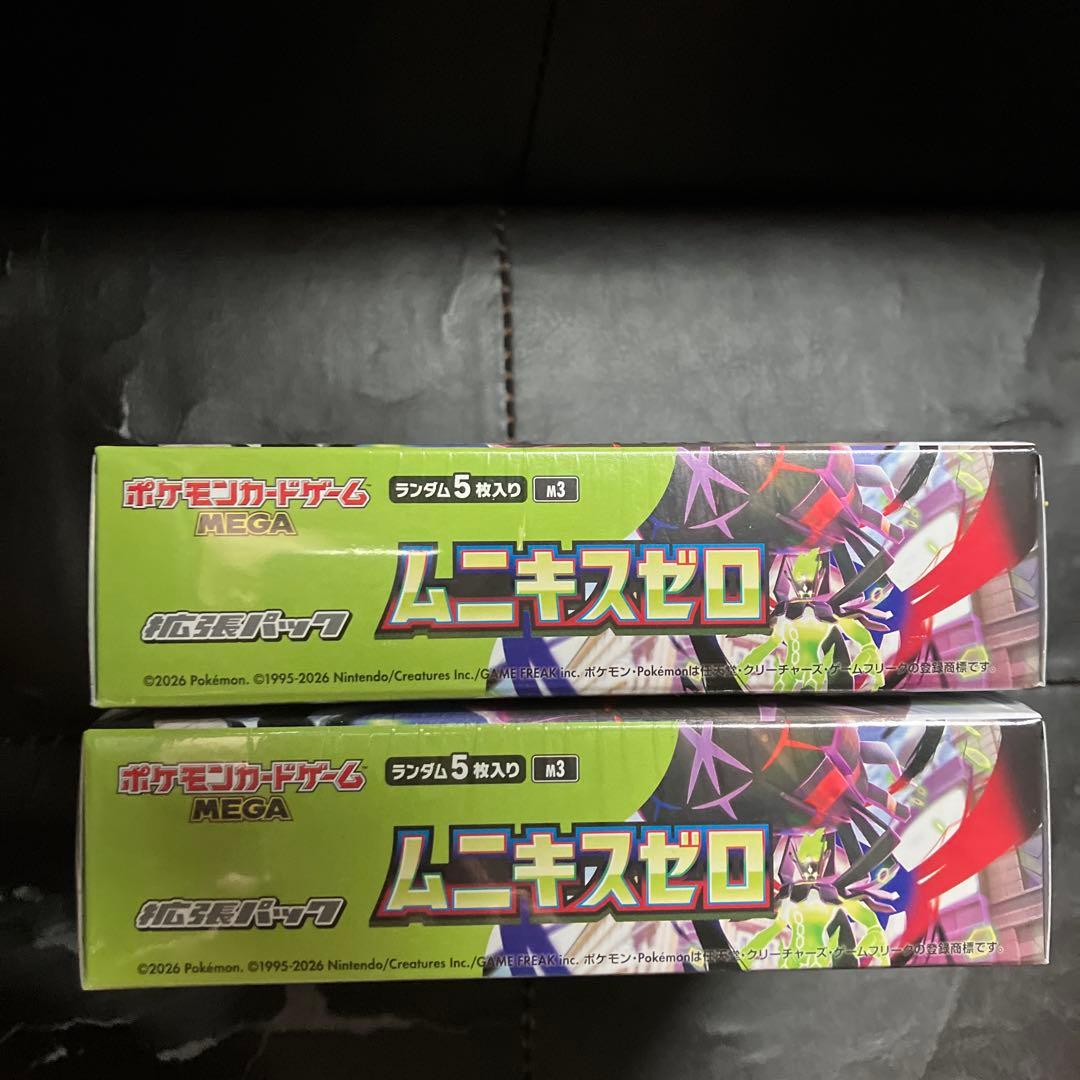 ポケモンカードゲーム™
MEGA
ランダム5枚入り M3
ムニキスゼロ
拡張パック
©2026 Pokémon. ©1995-2026 Nintendo/Creatures Inc./GAME FREAK inc. ポケモン・Pokémonは任天堂・クリーチャーズ・ゲームフリークの登録商標です。
ポケモンカードゲーム™
MEGA
ランダム5枚入り M3
ムニキスゼロ
拡張パック
©2026 Pokémon. ©1995-2026 Nintendo/Creatures Inc./GAME FREAK inc. ポケモン・Pokémonは任天堂・クリーチャーズ・ゲームフリークの登録商標です。